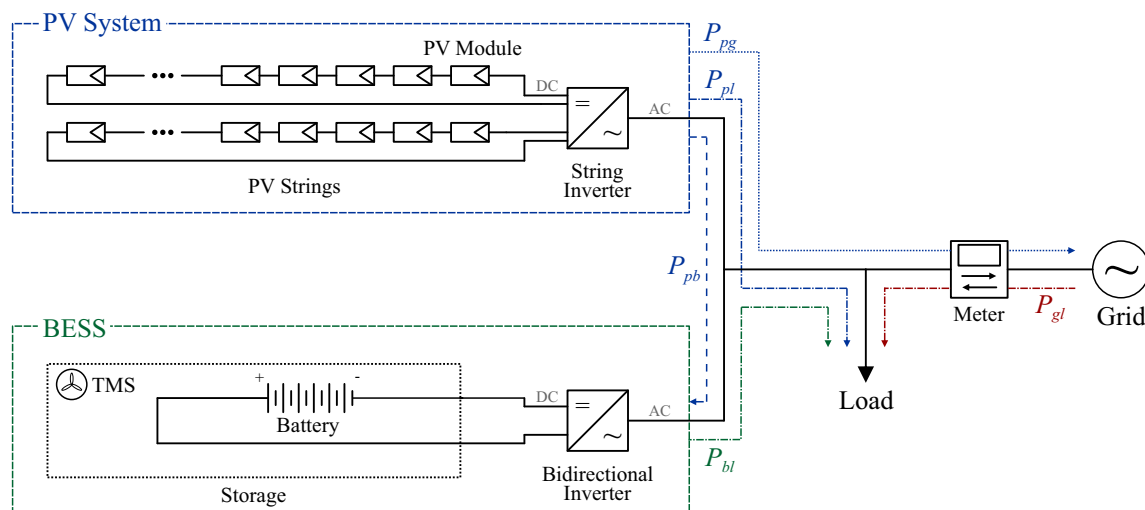 PV System
PV Module
DC
=
~
AC
String
Inverter
PV Strings
•••
•••
P_pg
P_pl
P_pb
~
Meter
P_gl
Grid
BESS
TMS
+
-
Battery
DC
=
~
AC
Load
P_bl
Bidirectional
Inverter
Storage